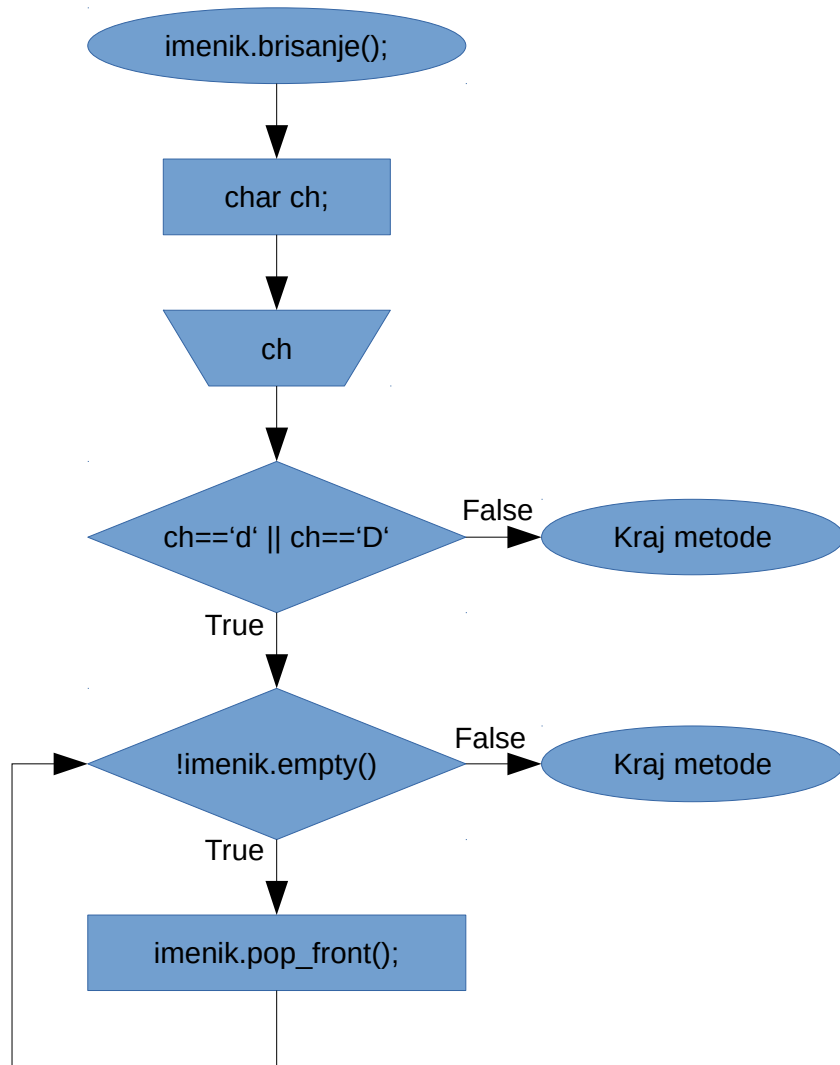 imenik.brisanje();
char ch;
ch
ch==‘d‘ || ch==‘D‘
False
Kraj metode
True
!imenik.empty()
False
Kraj metode
True
imenik.pop_front();